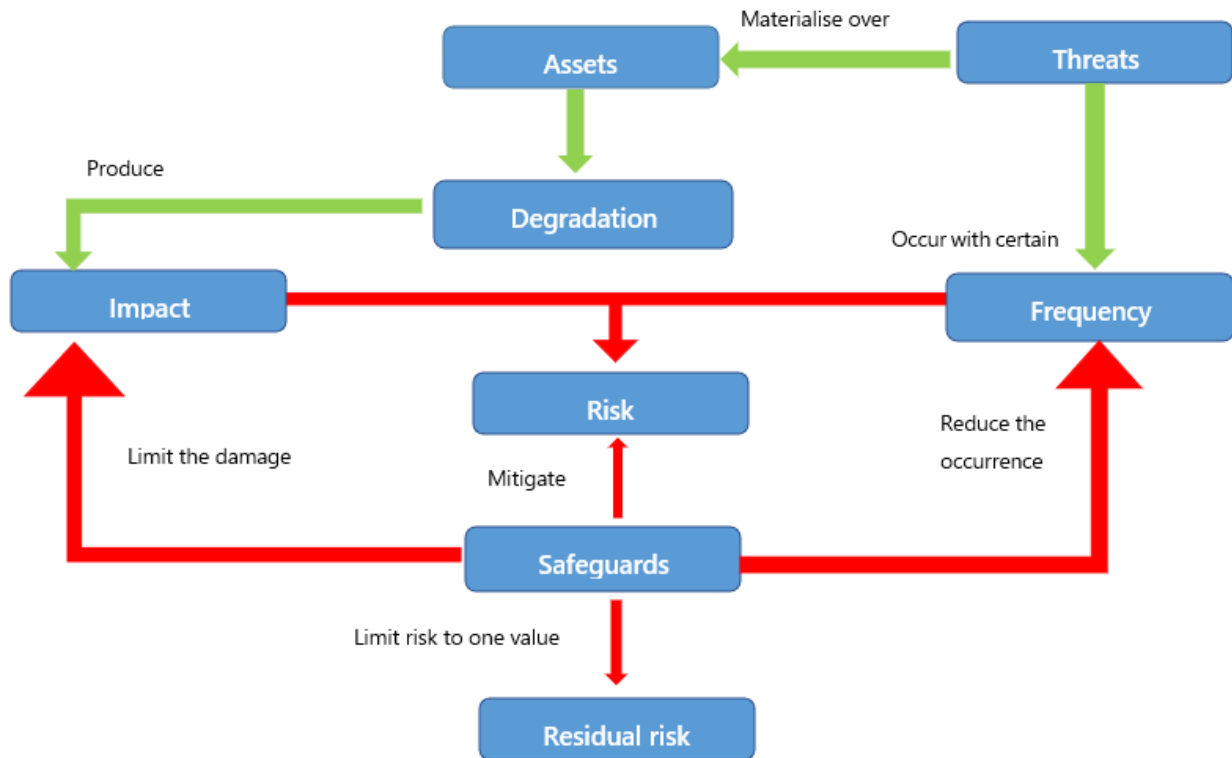 Materialise over
Assets
Threats
Produce
Degradation
Occur with certain
Impact
Frequency
Risk
Reduce the
occurrence
Limit the damage
Mitigate
Safeguards
Limit risk to one value
Residual risk